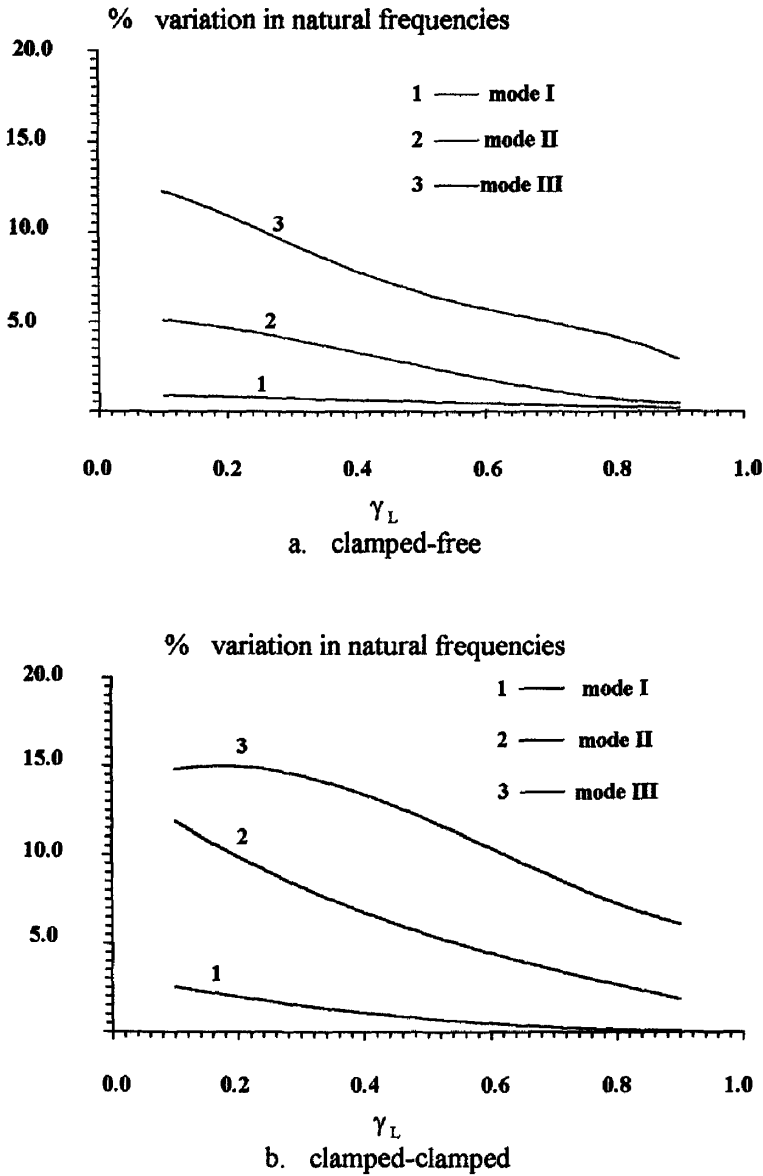 % variation in natural frequencies
20.0
15.0
10.0
5.0
1 — mode I
2 — mode II
3 — mode III
3
2
1
0.0 0.2 0.4 0.6 0.8 1.0
γ L
a. clamped-free
% variation in natural frequencies
20.0
15.0
10.0
5.0
1 — mode I
2 — mode II
3 — mode III
3
2
1
0.0 0.2 0.4 0.6 0.8 1.0
γ L
b. clamped-clamped